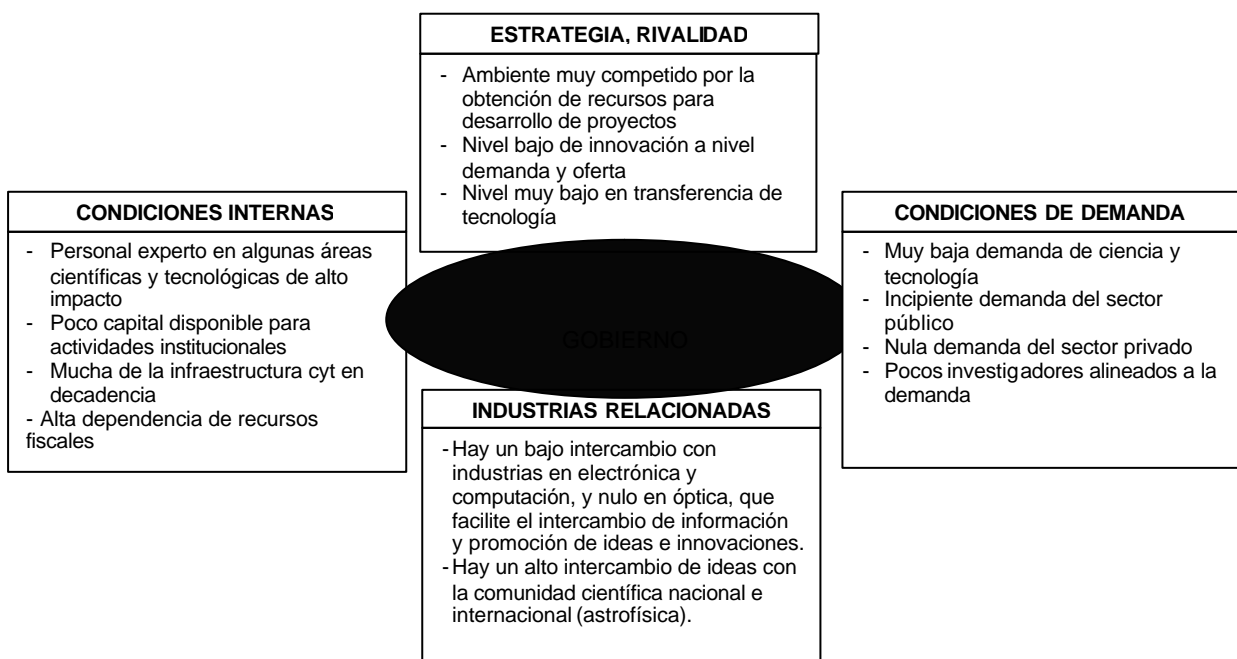 ESTRATEGIA, RIVALIDAD
- Ambiente muy competido por la
obtención de recursos para
desarrollo de proyectos
- Nivel bajo de innovación a nivel
demanda y oferta
- Nivel muy bajo en transferencia de
tecnología
CONDICIONES INTERNAS
- Personal experto en algunas áreas
científicas y tecnológicas de alto
impacto
- Poco capital disponible para
actividades institucionales
- Mucha de la infraestructura cyt en
decadencia
- Alta dependencia de recursos
fiscales
GOBIERNO
CONDICIONES DE DEMANDA
- Muy baja demanda de ciencia y
tecnología
- Incipiente demanda del sector
público
- Nula demanda del sector privado
- Pocos investigadores alineados a la
demanda
INDUSTRIAS RELACIONADAS
- Hay un bajo intercambio con
industrias en electrónica y
computación, y nulo en óptica, que
facilite el intercambio de información
y promoción de ideas e innovaciones.
- Hay un alto intercambio de ideas con
la comunidad científica nacional e
internacional (astrofísica).